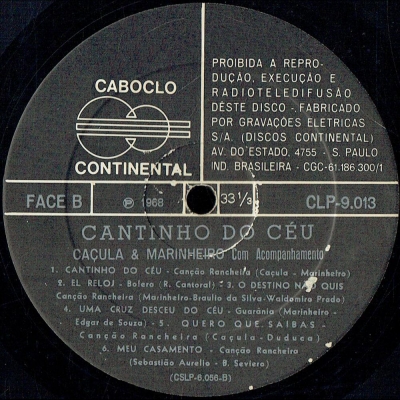 CABOCLO
CONTINENTAL
PROIBIDA A REPRO-
DUÇÃO, EXECUÇÃO E
RADIOTELEDIFUSÃO
DÊSTE DISCO - FABRICADO
POR GRAVAÇÕES ELETRICAS
S/A. (DISCOS CONTINENTAL)
AV. DO ESTADO, 4755 - S. PAULO
IND. BRASILEIRA - CGC-61.186.300/1
FACE B
℗ 1968
33 1/3
CLP-9.013
CANTINHO DO CÉU
CAÇULA & MARINHEIRO Com Acompanhamento
1. CANTINHO DO CÉU - Canção Rancheira (Caçula - Marinheiro)
2. EL RELOJ - Bolero (R. Cantoral) - 3. O DESTINO NÃO QUIS
Canção Rancheira (Marinheiro-Braulio da Silva-Waldomiro Prado)
4. UMA CRUZ DESCEU DO CÉU - Guarânia (Marinheiro -
Edgar de Souza) - 5. QUERO QUE SAIBAS -
Canção Rancheira (Caçula - Duduca)
6. MEU CASAMENTO - Canção Rancheira
(Sebastião Aurelio - B. Seviero)
(CSLP-6.056-B)